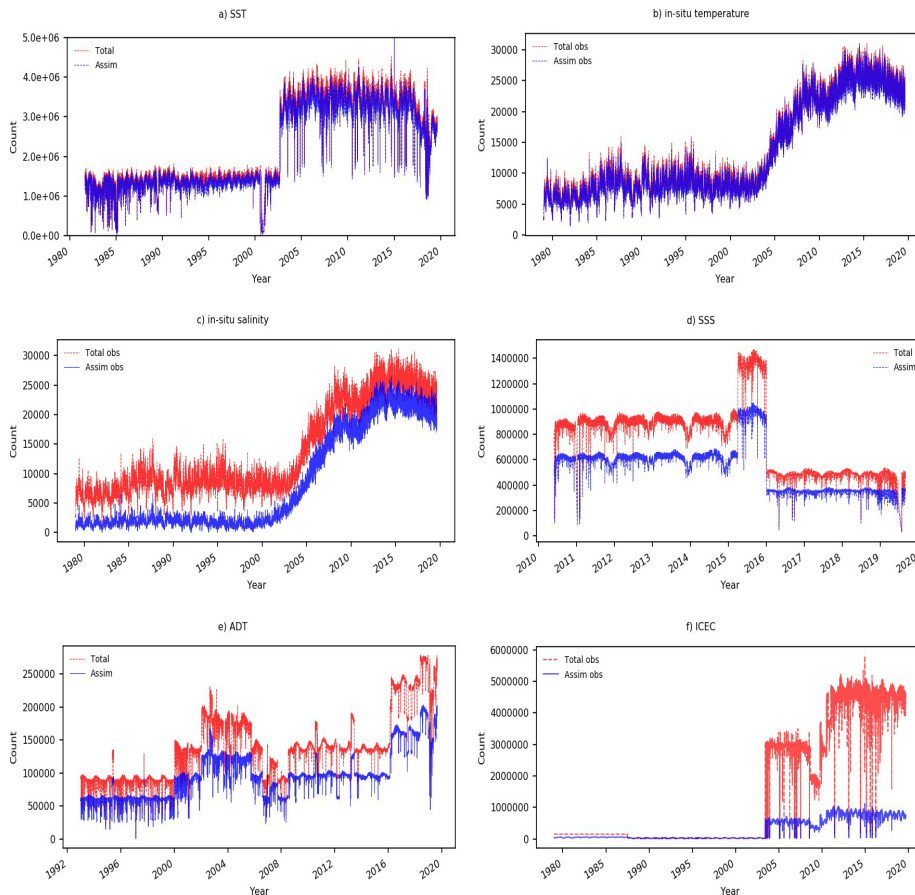 a) SST
5.0e+06
4.0e+06
3.0e+06
2.0e+06
1.0e+06
0.0e+00
Count
Total
Assim
1980 1985 1990 1995 2000 2005 2010 2015 2020
Year
b) in-situ temperature
30000
25000
20000
15000
10000
5000
0
Count
Total obs
Assim obs
1980 1985 1990 1995 2000 2005 2010 2015 2020
Year
c) in-situ salinity
30000
25000
20000
15000
10000
5000
0
Count
Total obs
Assim obs
1980 1985 1990 1995 2000 2005 2010 2015 2020
Year
d) SSS
1400000
1200000
1000000
800000
600000
400000
200000
0
Count
Total
Assim
2010 2011 2012 2013 2014 2015 2016 2017 2018 2019 2020
Year
e) ADT
250000
200000
150000
100000
50000
0
Count
Total
Assim
1992 1996 2000 2004 2008 2012 2016 2020
Year
f) ICEC
6000000
5000000
4000000
3000000
2000000
1000000
0
Count
Total obs
Assim obs
1980 1985 1990 1995 2000 2005 2010 2015 2020
Year